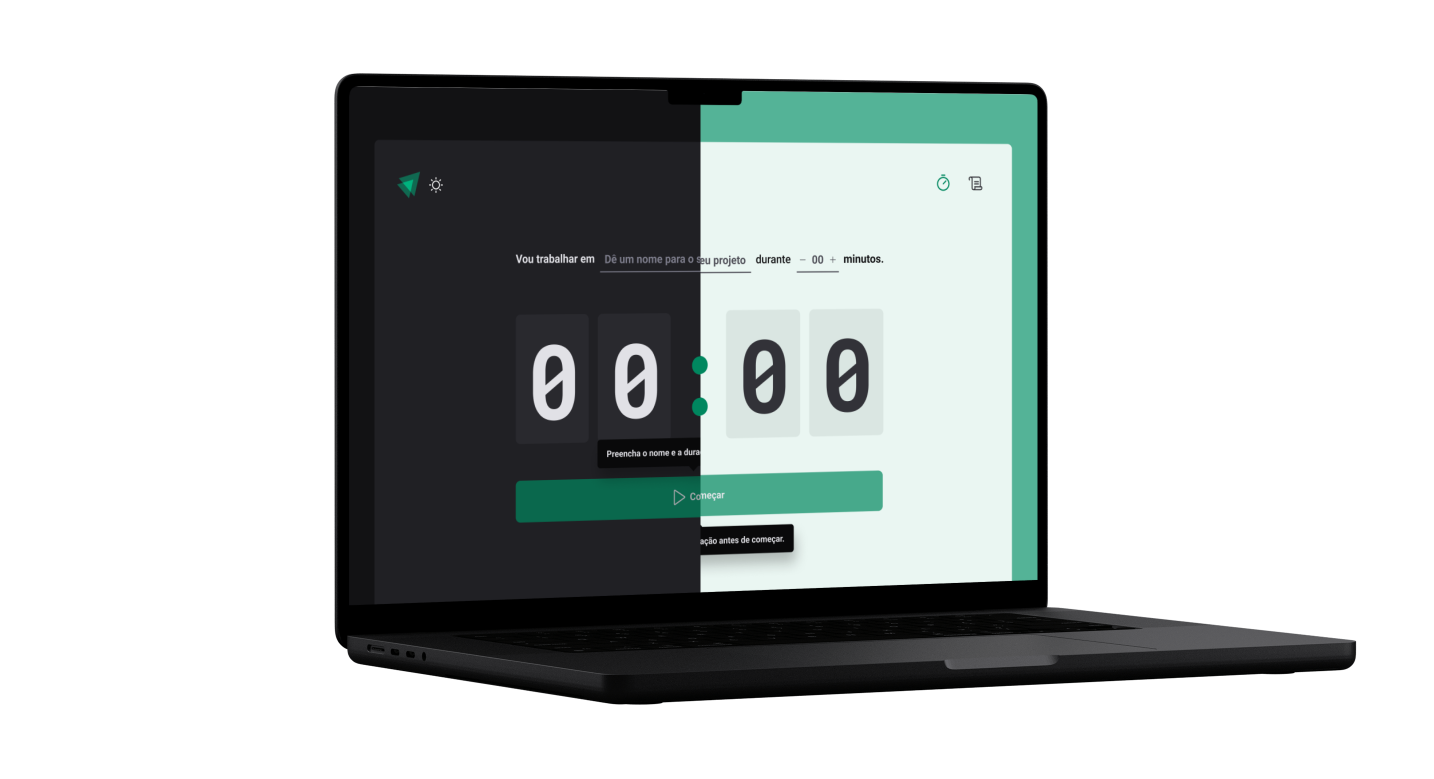 Vou trabalhar em Dê um nome para o seu projeto durante − 00 + minutos.
00:00
Preencha o nome e a dura
Começar
ação antes de começar.